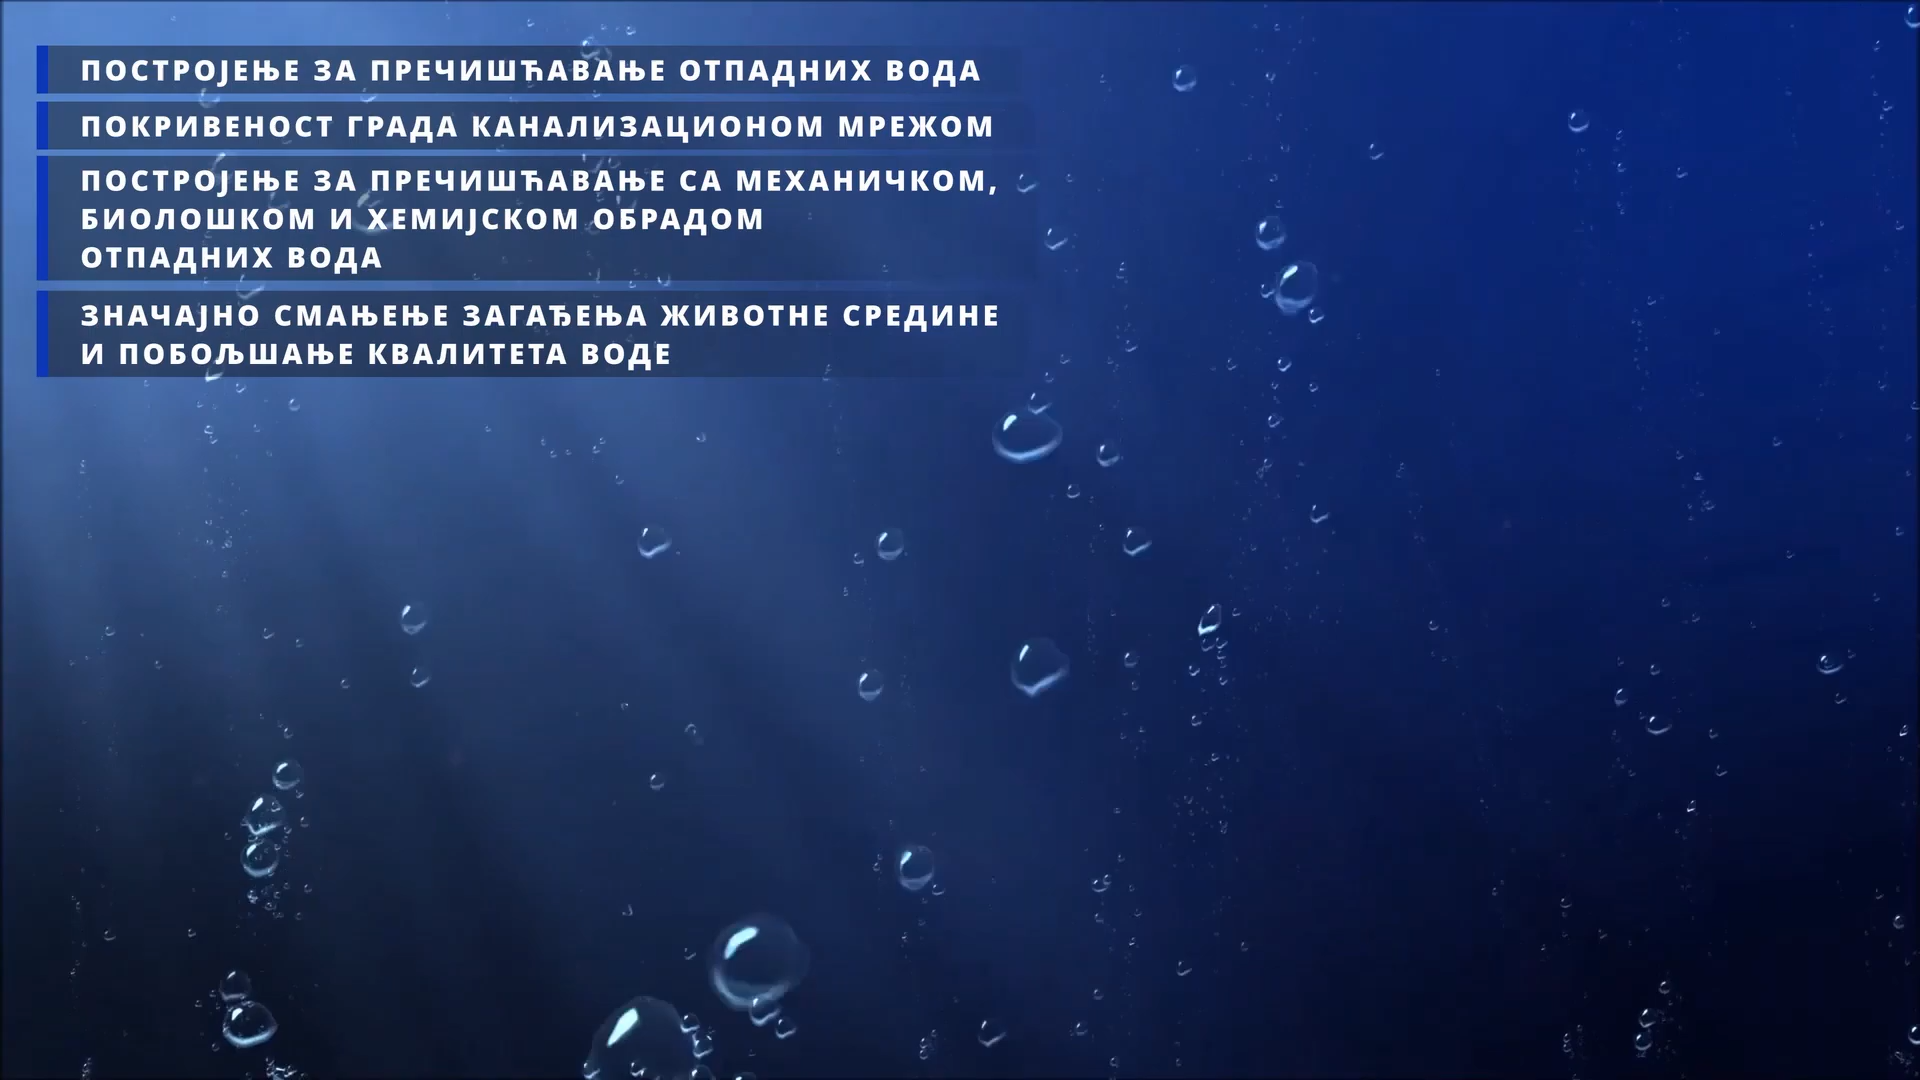 ПОСТРОЈЕЊЕ ЗА ПРЕЧИШЋАВАЊЕ ОТПАДНИХ ВОДА
ПОКРИВЕНОСТ ГРАДА КАНАЛИЗАЦИОНОМ МРЕЖОМ
ПОСТРОЈЕЊЕ ЗА ПРЕЧИШЋАВАЊЕ СА МЕХАНИЧКОМ,
БИОЛОШКОМ И ХЕМИЈСКОМ ОБРАДОМ
ОТПАДНИХ ВОДА
ЗНАЧАЈНО СМАЊЕЊЕ ЗАГАЂЕЊА ЖИВОТНЕ СРЕДИНЕ
И ПОБОЉШАЊЕ КВАЛИТЕТА ВОДЕ